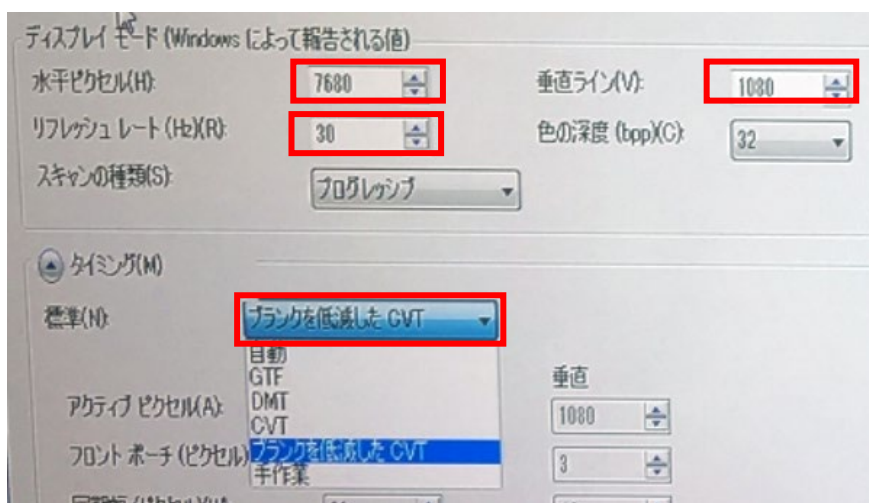 ディスプレイ モード (Windows によって報告される値)
水平ピクセル(H): 7680 垂直ライン(V): 1080
リフレッシュ レート (Hz)(R): 30 色の深度 (bpp)(C): 32
スキャンの種類(S): プログレッシブ
タイミング(M)
標準(N): ブランクを低減した CVT
自動
GTF 垂直
DMT
アクティブ ピクセル(A): 1080
CVT
ブランクを低減した CVT
フロント ポーチ (ピクセル) 3
手作業